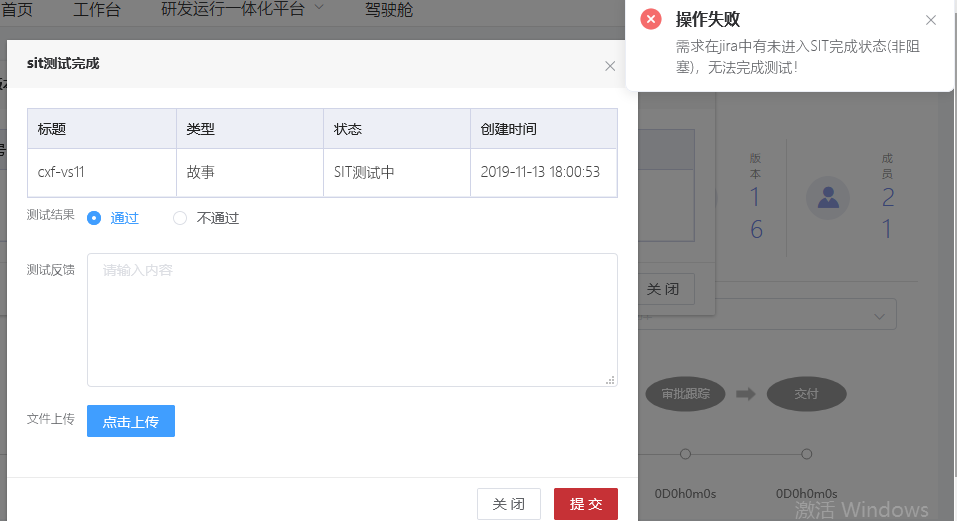 首页 工作台 研发运行一体化平台 驾驶舱
操作失败
需求在jira中有未进入SIT完成状态(非阻
塞)，无法完成测试！
sit测试完成
标题 类型 状态 创建时间
cxf-vs11 故事 SIT测试中 2019-11-13 18:00:53
测试结果 通过 不通过
测试反馈 请输入内容
文件上传 点击上传
关 闭 提 交
版
本
1
6
成
员
2
1
关 闭
审批跟踪 交付
0D0h0m0s 0D0h0m0s
激活 Windows